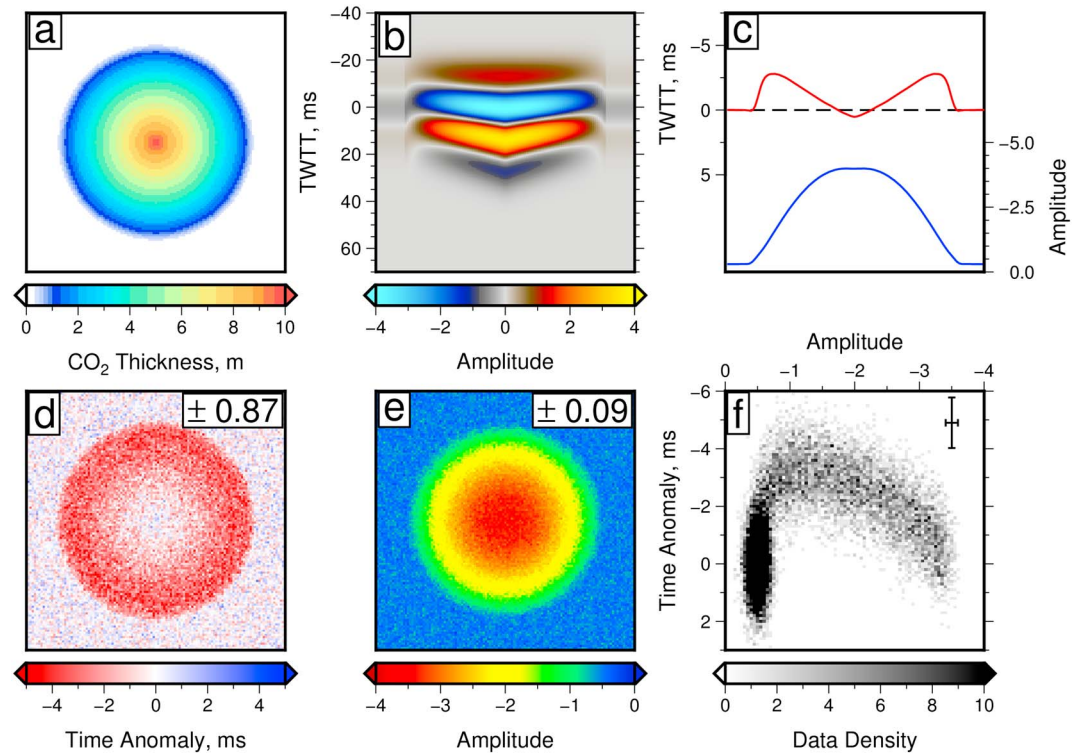 a
0 2 4 6 8 10
CO₂ Thickness, m
b
−40
−20
0
20
40
60
TWTT, ms
−4 −2 0 2 4
Amplitude
c
−5
0
5
TWTT, ms
−5.0
−2.5
0.0
Amplitude
d
± 0.87
−4 −2 0 2 4
Time Anomaly, ms
e
± 0.09
−4 −3 −2 −1 0
Amplitude
Amplitude
0 −1 −2 −3 −4
f
−6
−4
−2
0
2
Time Anomaly, ms
0 2 4 6 8 10
Data Density